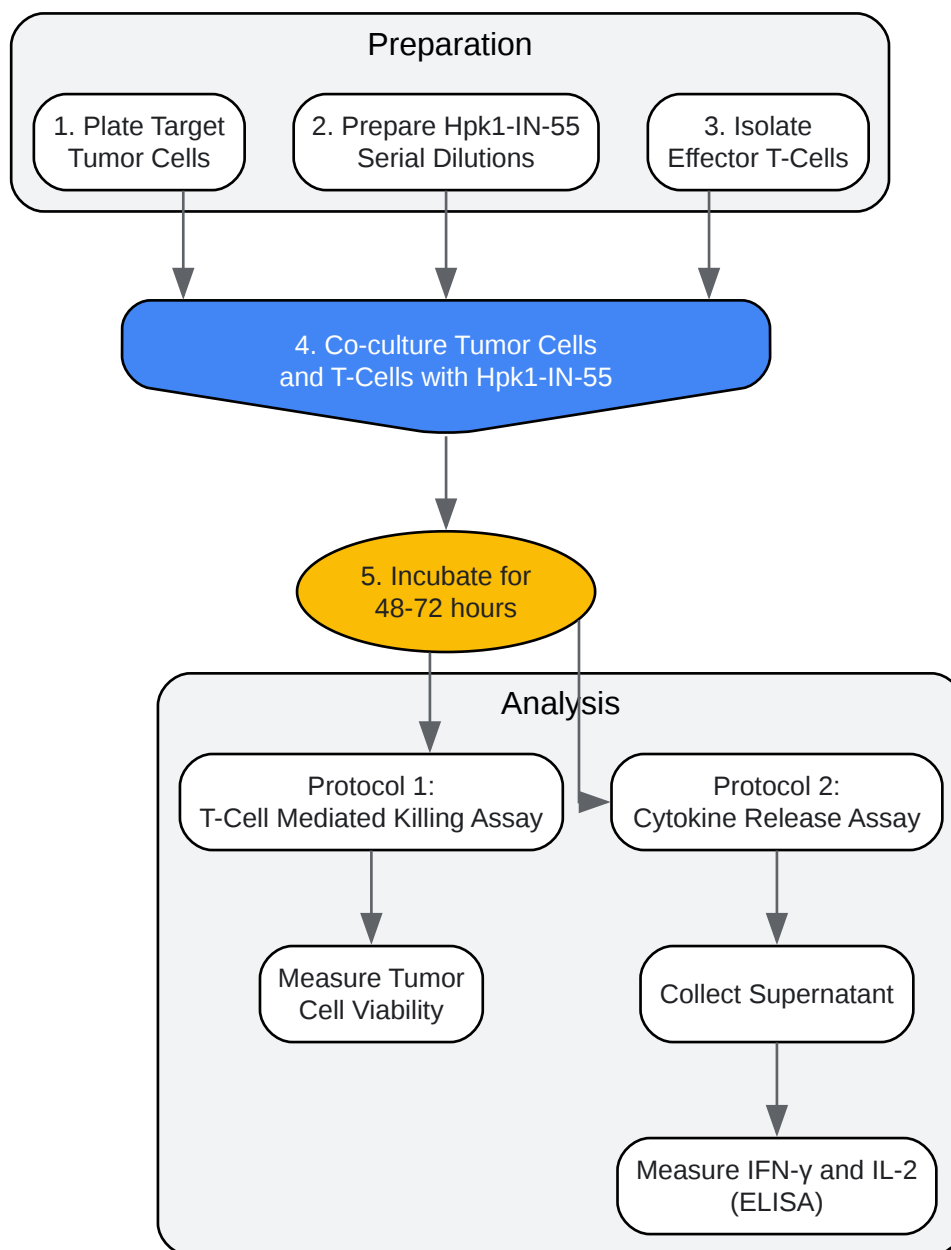 Preparation
1. Plate Target
Tumor Cells
2. Prepare Hpk1-IN-55
Serial Dilutions
3. Isolate
Effector T-Cells
4. Co-culture Tumor Cells
and T-Cells with Hpk1-IN-55
5. Incubate for
48-72 hours
Analysis
Protocol 1:
T-Cell Mediated Killing Assay
Protocol 2:
Cytokine Release Assay
Measure Tumor
Cell Viability
Collect Supernatant
Measure IFN-γ and IL-2
(ELISA)